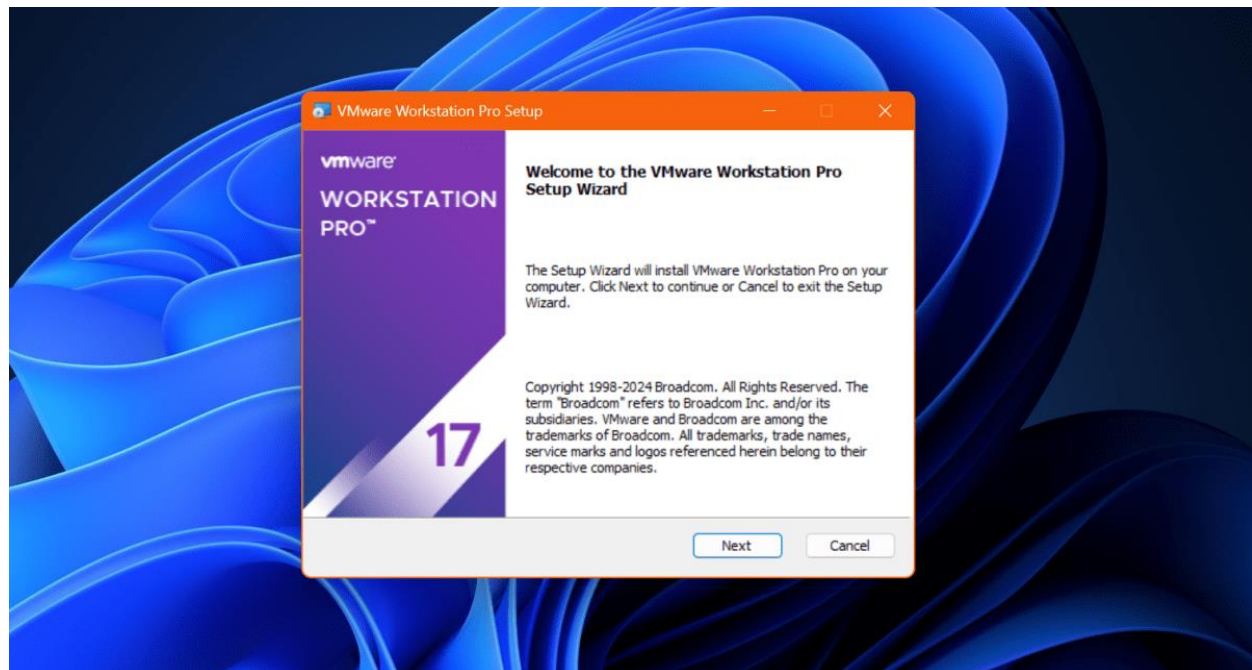 VMware Workstation Pro Setup
vmware
WORKSTATION
PRO™
17
Welcome to the VMware Workstation Pro
Setup Wizard
The Setup Wizard will install VMware Workstation Pro on your
computer. Click Next to continue or Cancel to exit the Setup
Wizard.
Copyright 1998-2024 Broadcom. All Rights Reserved. The
term "Broadcom" refers to Broadcom Inc. and/or its
subsidiaries. VMware and Broadcom are among the
trademarks of Broadcom. All trademarks, trade names,
service marks and logos referenced herein belong to their
respective companies.
Next
Cancel